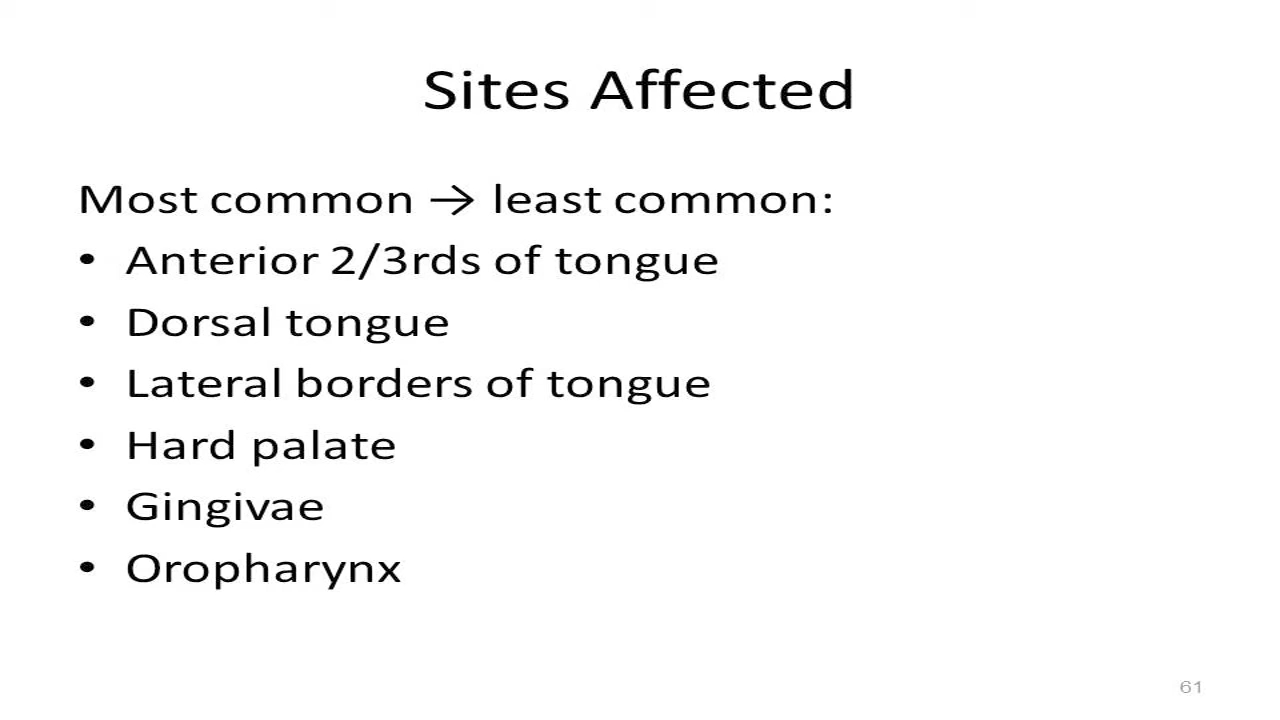 Sites Affected
Most common → least common:
• Anterior 2/3rds of tongue
• Dorsal tongue
• Lateral borders of tongue
• Hard palate
• Gingivae
• Oropharynx
61